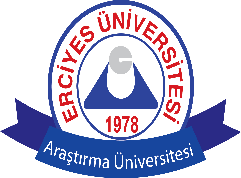 ERCİYES ÜNİVERSİTESİ
1978
Araştırma Üniversitesi